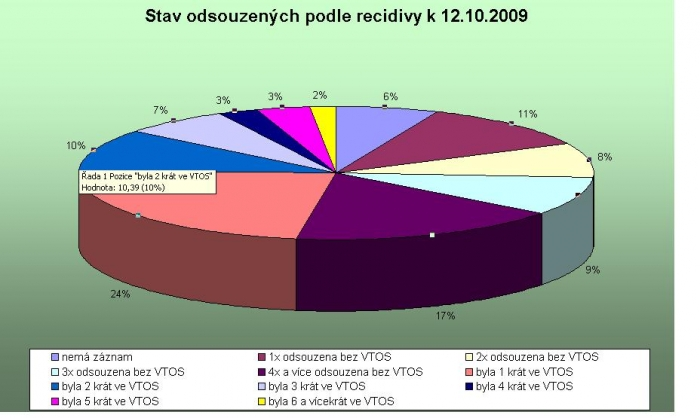 Stav odsouzených podle recidivy k 12.10.2009
6%
11%
8%
9%
17%
24%
10%
7%
3%
3%
2%
Řada 1 Pozice "byla 2 krát ve VTOS"
Hodnota: 10,39 (10%)
nemá záznam
1x odsouzena bez VTOS
2x odsouzena bez VTOS
3x odsouzena bez VTOS
4x a více odsouzena bez VTOS
byla 1 krát ve VTOS
byla 2 krát ve VTOS
byla 3 krát ve VTOS
byla 4 krát ve VTOS
byla 5 krát ve VTOS
byla 6 a vícekrát ve VTOS